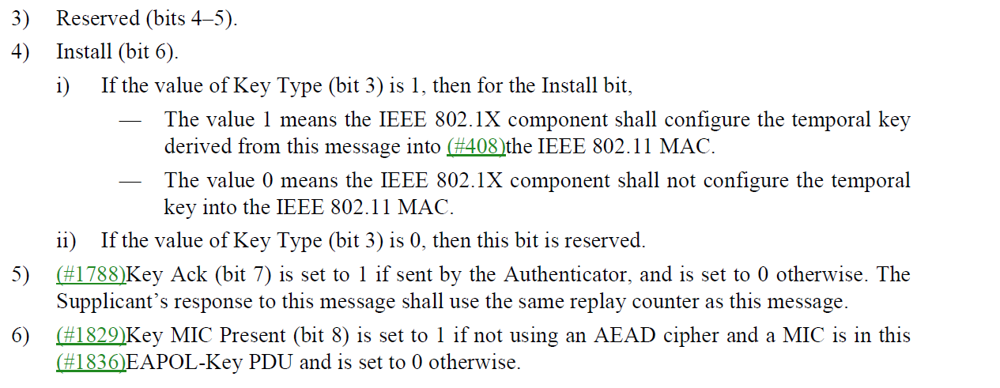 3) Reserved (bits 4–5).
4) Install (bit 6).
i) If the value of Key Type (bit 3) is 1, then for the Install bit,
— The value 1 means the IEEE 802.1X component shall configure the temporal key
derived from this message into (#408)the IEEE 802.11 MAC.
— The value 0 means the IEEE 802.1X component shall not configure the temporal
key into the IEEE 802.11 MAC.
ii) If the value of Key Type (bit 3) is 0, then this bit is reserved.
5) (#1788)Key Ack (bit 7) is set to 1 if sent by the Authenticator, and is set to 0 otherwise. The
Supplicant’s response to this message shall use the same replay counter as this message.
6) (#1829)Key MIC Present (bit 8) is set to 1 if not using an AEAD cipher and a MIC is in this
(#1836)EAPOL-Key PDU and is set to 0 otherwise.